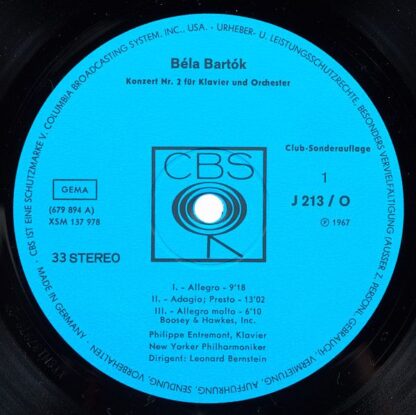 · CBS IST EINE SCHUTZMARKE V. COLUMBIA BROADCASTING SYSTEM, INC., USA. - URHEBER- U. LEISTUNGSSCHUTZRECHTE, BESONDERS VERVIELFÄLTIGUNG (AUSSER Z. PERSÖNL. GEBRAUCH), VERMIETUNG, AUFFÜHRUNG, SENDUNG, VORBEHALTEN · MADE IN GERMANY
Béla Bartók
Konzert Nr. 2 für Klavier und Orchester
CBS
Club-Sonderauflage
GEMA
1
(679 894 A)
J 213 / O
XSM 137 978
Ⓟ 1967
33 STEREO
I. - Allegro - 9'18
II. - Adagio; Presto - 13'02
III. - Allegro molto - 6'10
Boosey & Hawkes, Inc.
Philippe Entremont, Klavier
New Yorker Philharmoniker
Dirigent: Leonard Bernstein